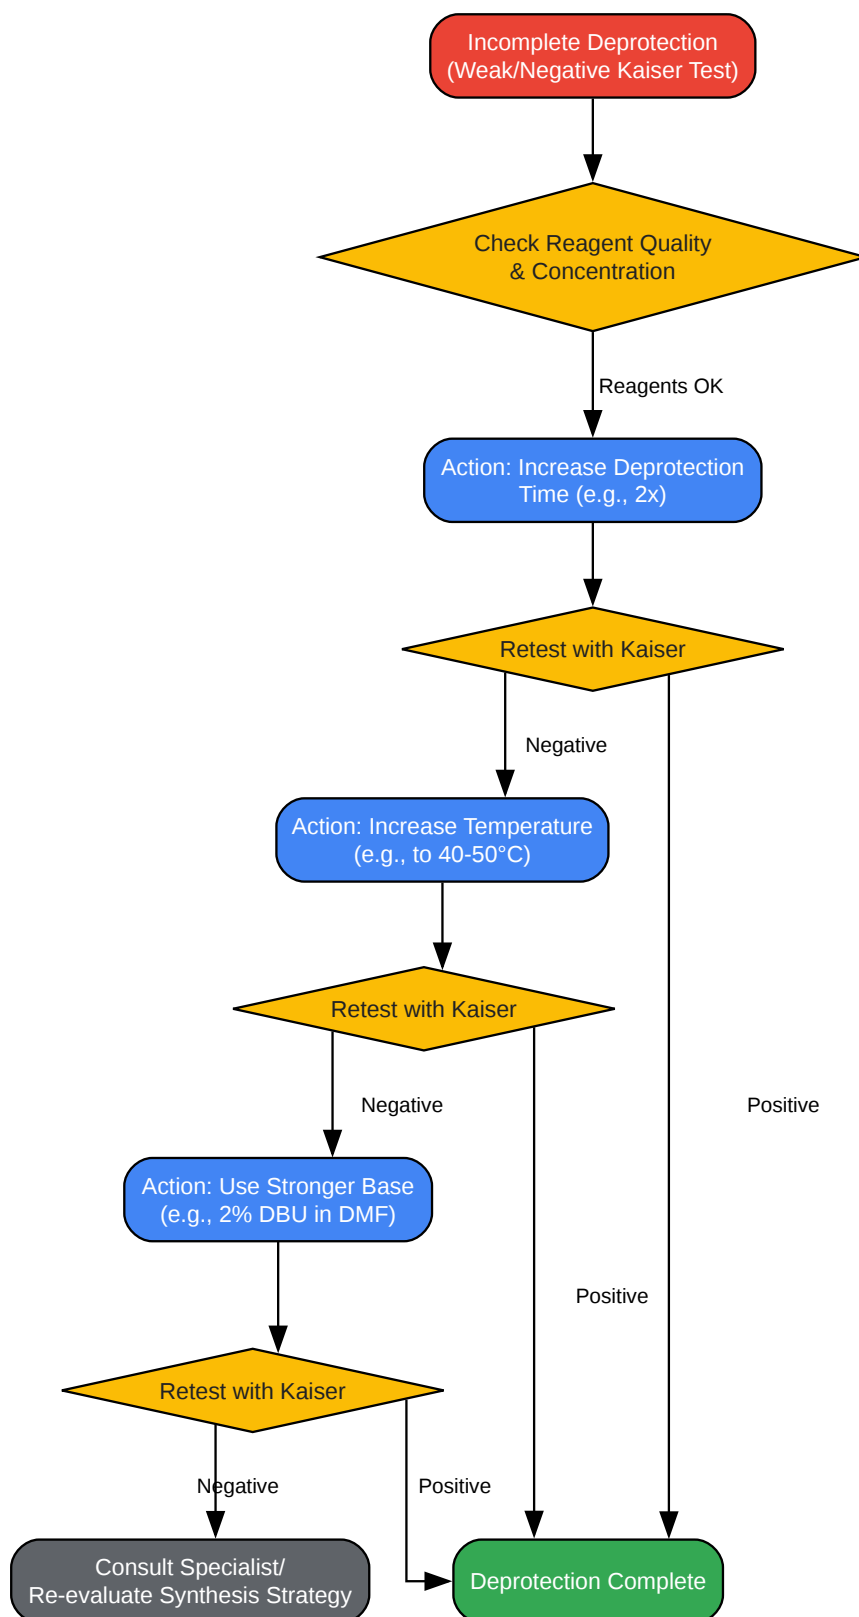 Incomplete Deprotection
(Weak/Negative Kaiser Test)
Check Reagent Quality
& Concentration
Reagents OK
Action: Increase Deprotection
Time (e.g., 2x)
Retest with Kaiser
Negative
Action: Increase Temperature
(e.g., to 40-50°C)
Retest with Kaiser
Negative
Positive
Action: Use Stronger Base
(e.g., 2% DBU in DMF)
Positive
Retest with Kaiser
Negative
Positive
Consult Specialist/
Re-evaluate Synthesis Strategy
Deprotection Complete